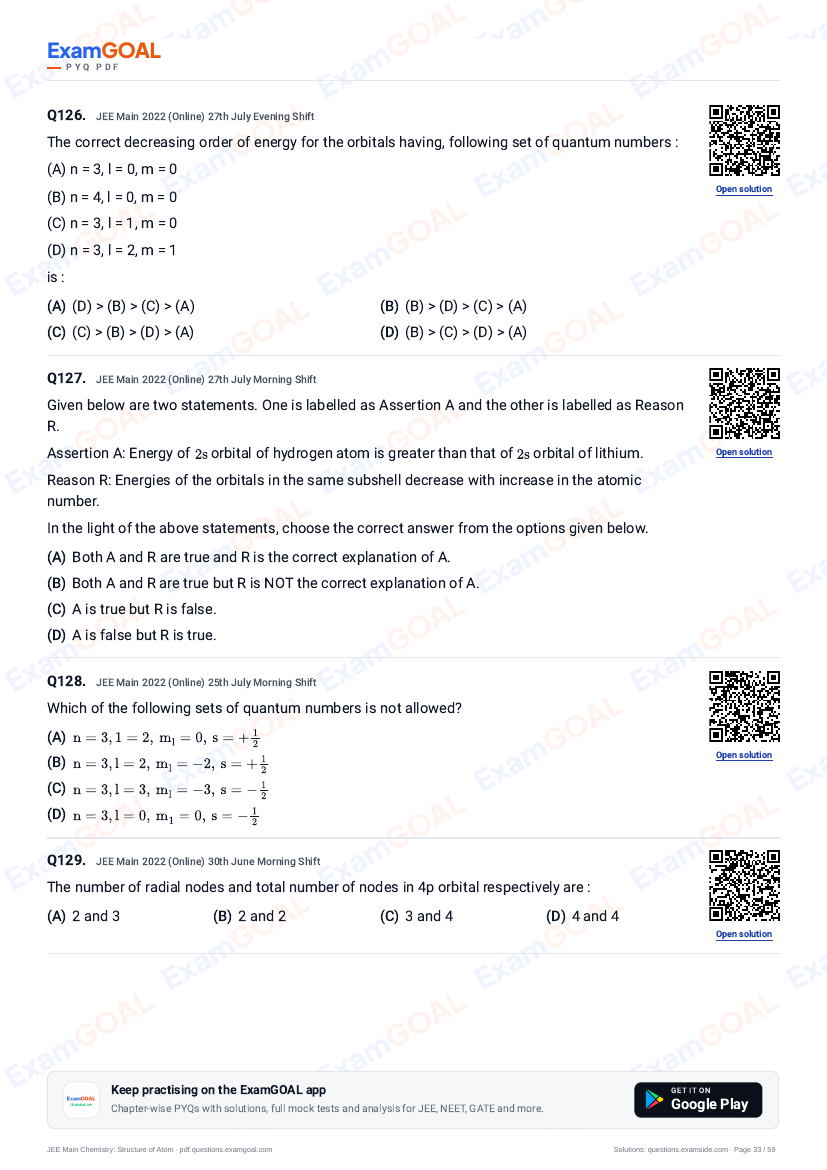 ExamGOAL
PYQ PDF
Q126. JEE Main 2022 (Online) 27th July Evening Shift
The correct decreasing order of energy for the orbitals having, following set of quantum numbers :
(A) n = 3, l = 0, m = 0
(B) n = 4, l = 0, m = 0
(C) n = 3, l = 1, m = 0
(D) n = 3, l = 2, m = 1
is :
Open solution
(A) (D) > (B) > (C) > (A) (B) (B) > (D) > (C) > (A)
(C) (C) > (B) > (D) > (A) (D) (B) > (C) > (D) > (A)
Q127. JEE Main 2022 (Online) 27th July Morning Shift
Given below are two statements. One is labelled as Assertion A and the other is labelled as Reason
R.
Assertion A: Energy of 2s orbital of hydrogen atom is greater than that of 2s orbital of lithium.
Open solution
Reason R: Energies of the orbitals in the same subshell decrease with increase in the atomic
number.
In the light of the above statements, choose the correct answer from the options given below.
(A) Both A and R are true and R is the correct explanation of A.
(B) Both A and R are true but R is NOT the correct explanation of A.
(C) A is true but R is false.
(D) A is false but R is true.
Q128. JEE Main 2022 (Online) 25th July Morning Shift
Which of the following sets of quantum numbers is not allowed?
(A) n = 3, 1 = 2, m_l = 0, s = +1/2
(B) n = 3, l = 2, m_l = −2, s = +1/2
(C) n = 3, l = 3, m_l = −3, s = −1/2
(D) n = 3, l = 0, m_1 = 0, s = −1/2
Open solution
Q129. JEE Main 2022 (Online) 30th June Morning Shift
The number of radial nodes and total number of nodes in 4p orbital respectively are :
(A) 2 and 3 (B) 2 and 2 (C) 3 and 4 (D) 4 and 4
Open solution
ExamGOAL
Keep practising on the ExamGOAL app
Chapter-wise PYQs with solutions, full mock tests and analysis for JEE, NEET, GATE and more.
GET IT ON
Google Play
JEE Main Chemistry: Structure of Atom · pdf.questions.examgoal.com Solutions: questions.examside.com · Page 33 / 59